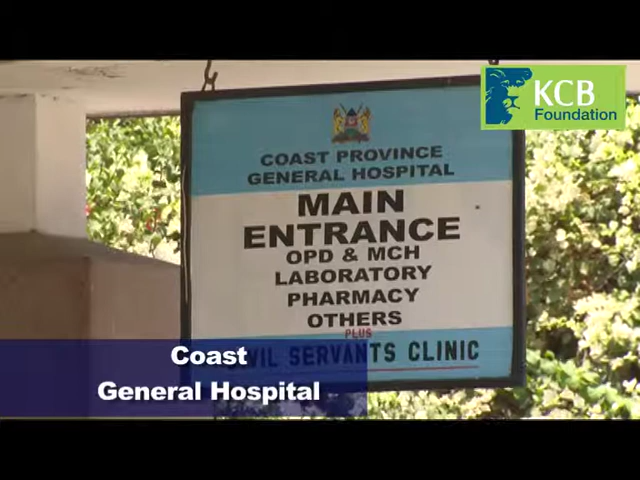 KCB
Foundation
COAST PROVINCE
GENERAL HOSPITAL
MAIN
ENTRANCE
OPD & MCH
LABORATORY
PHARMACY
OTHERS
PLUS
CIVIL SERVANTS CLINIC
Coast
General Hospital